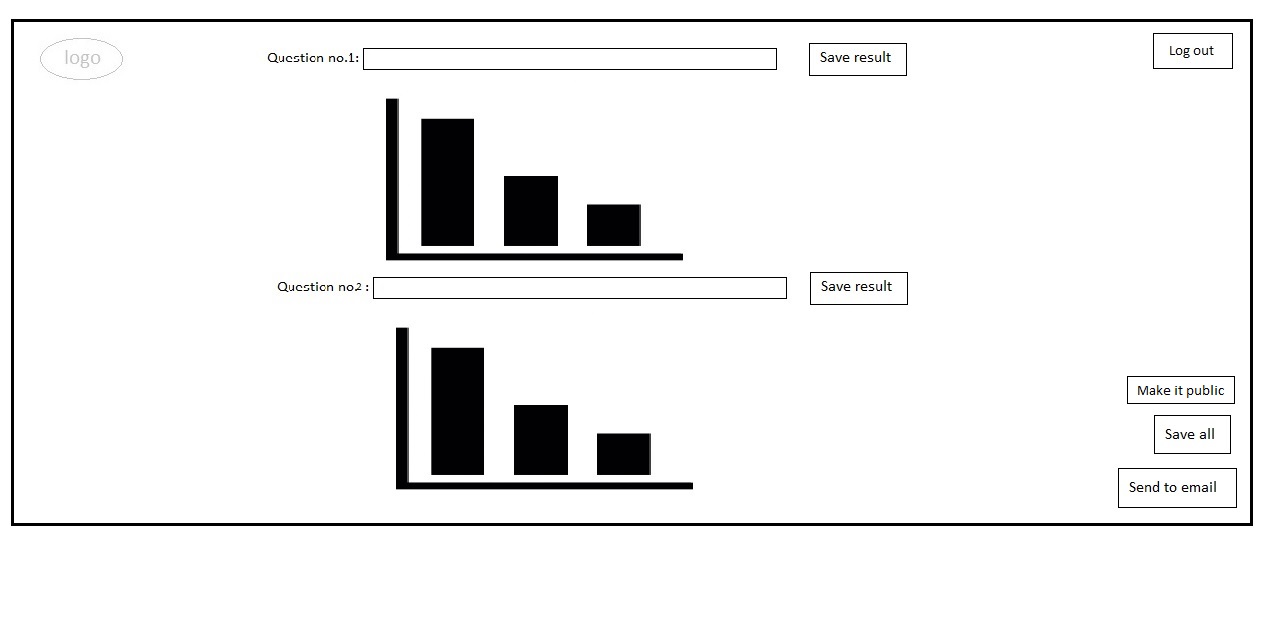 logo
Question no.1:
Save result
Log out
Question no2 :
Save result
Make it public
Save all
Send to email